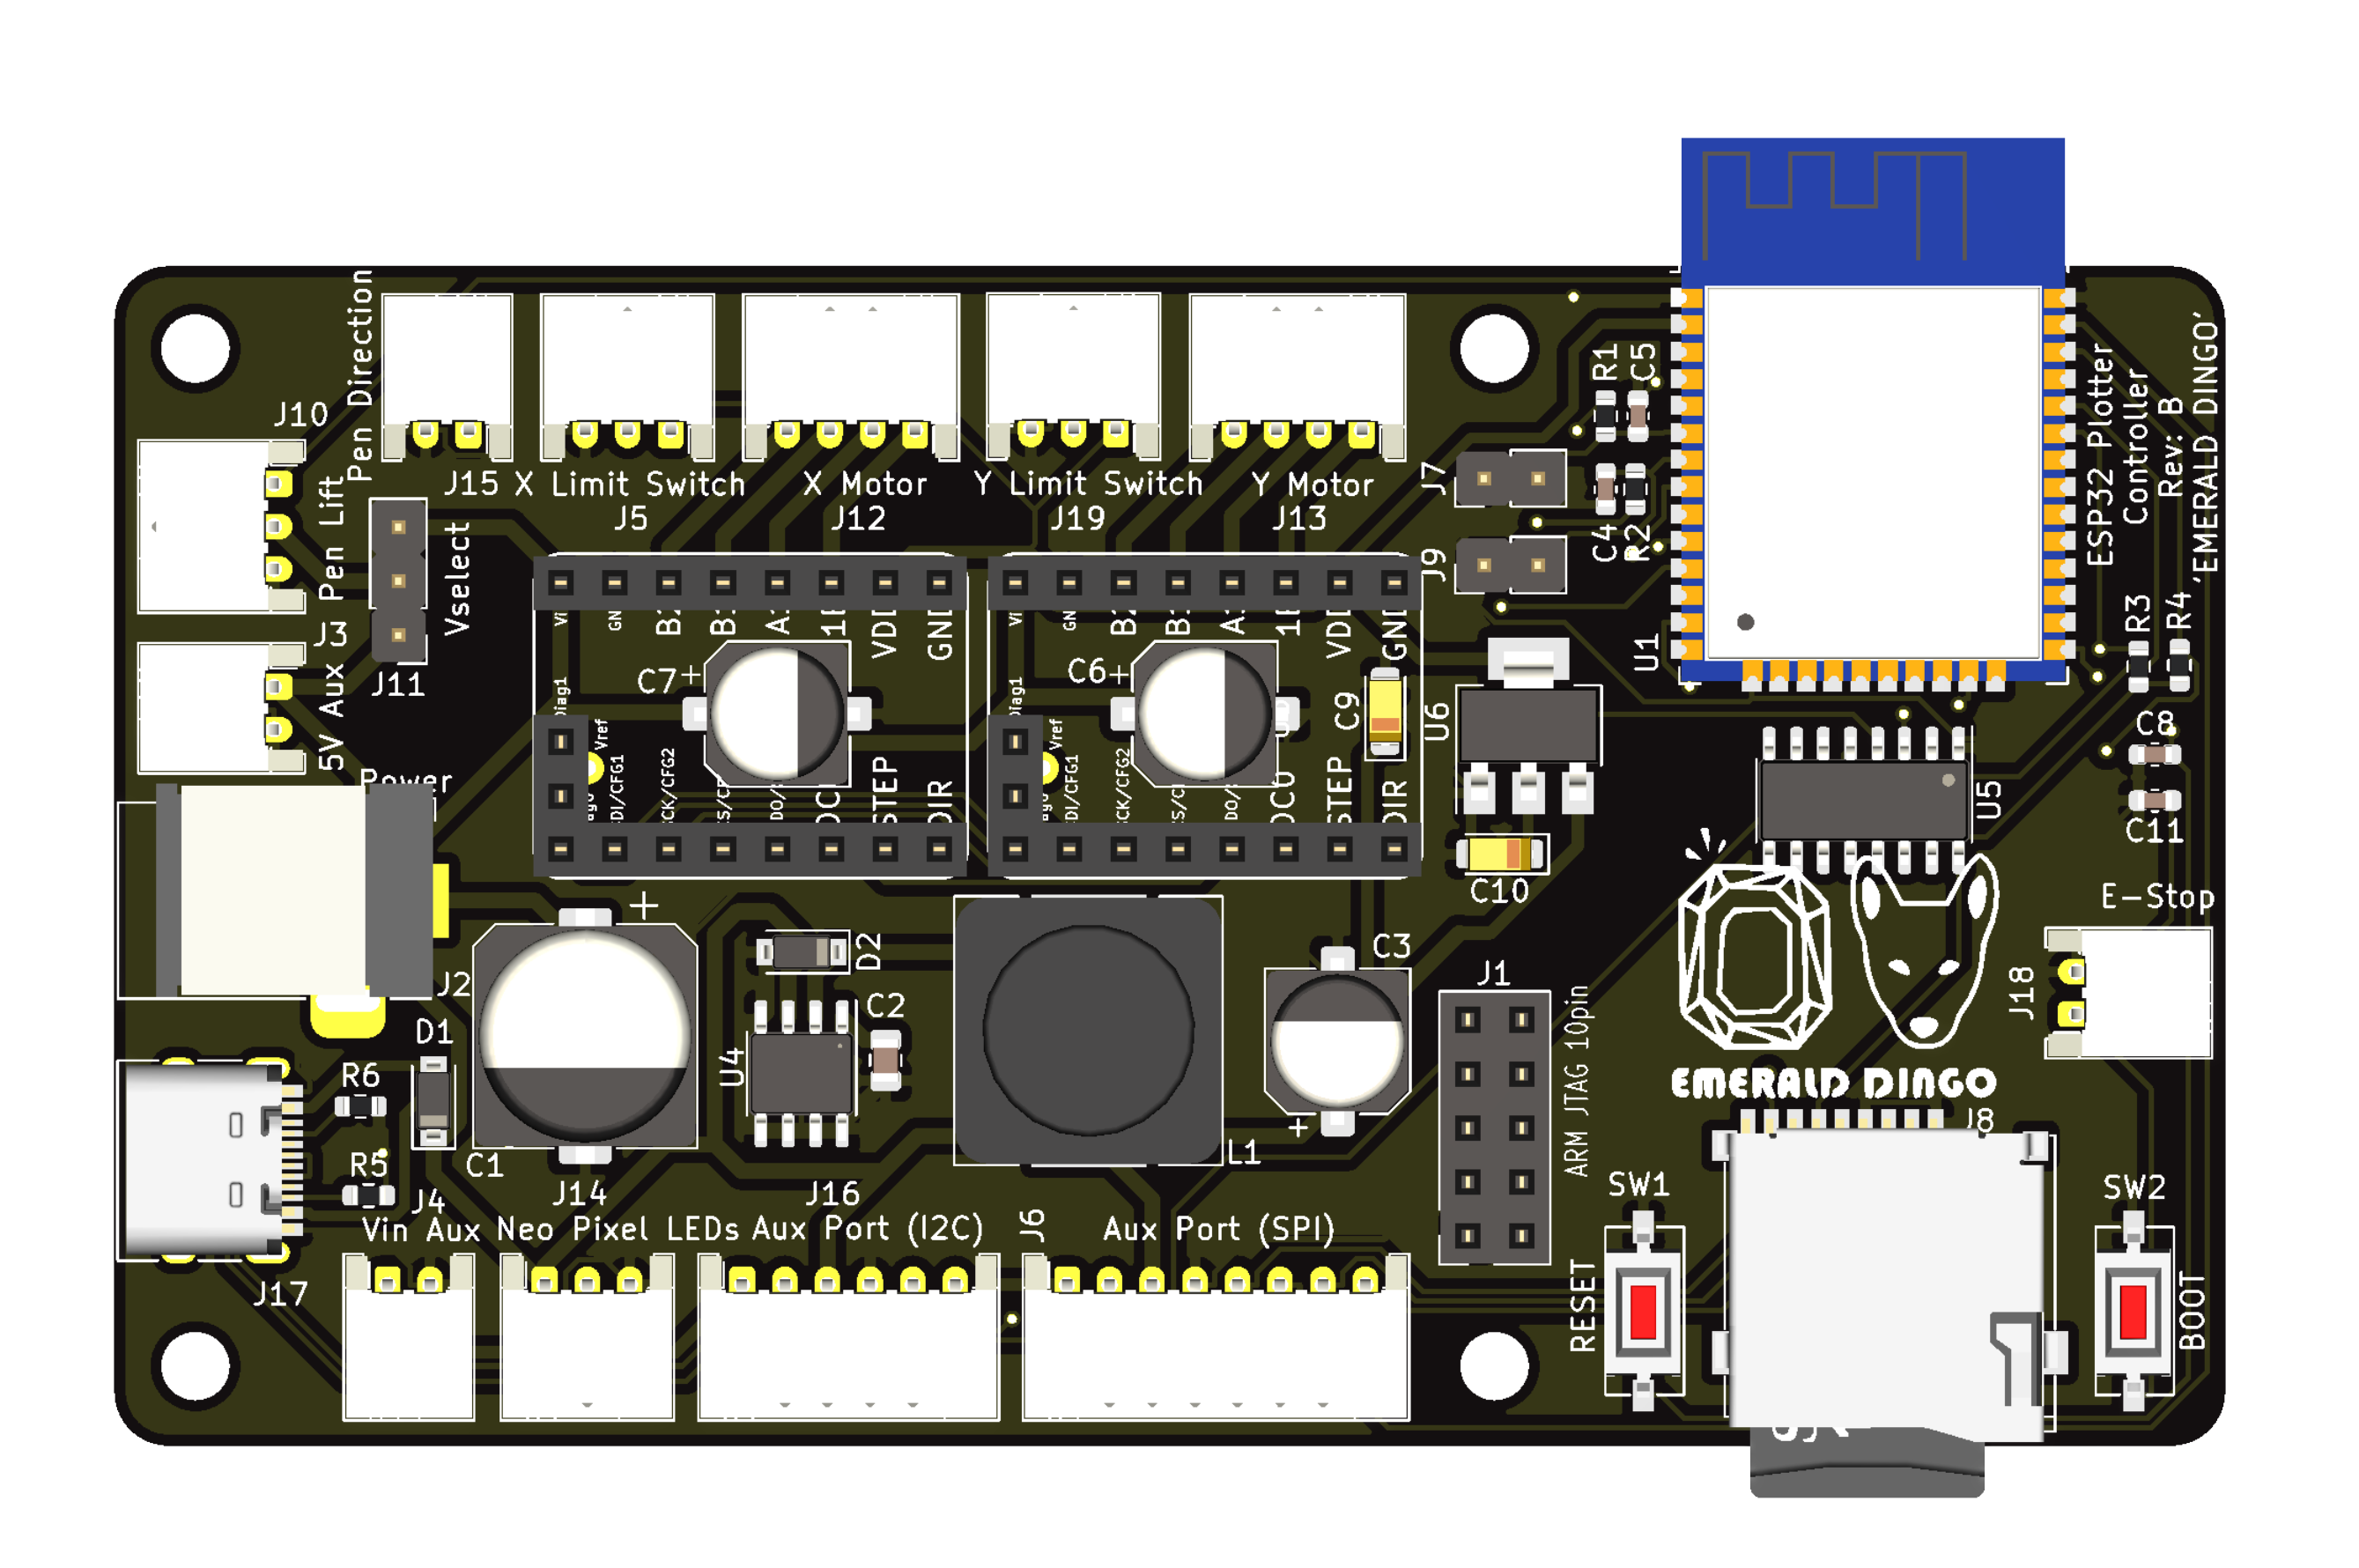 Pen Direction
J10
Pen Lift
J15
X Limit Switch
J5
X Motor
J12
Y Limit Switch
J19
Y Motor
J13
J7
J9
R1
C5
C4
R2
U1
ESP32 Plotter
Controller
Rev: B
'EMERALD DINGO'
R3
R4
J3
5V Aux
Vselect
J11
Power
J2
VDD
GND
C7
+
Diag1
Vref
STEP
DIR
VDD
GND
C6
+
Diag1
Vref
STEP
DIR
C9
U6
C10
U5
C8
C11
E-Stop
J18
EMERALD DINGO
D1
+
C1
D2
U4
C2
L1
C3
+
J1
ARM JTAG 10pin
R6
R5
J17
J4
Vin Aux
J14
Neo Pixel LEDs
J16
Aux Port (I2C)
J6
Aux Port (SPI)
SW1
RESET
J8
SW2
BOOT